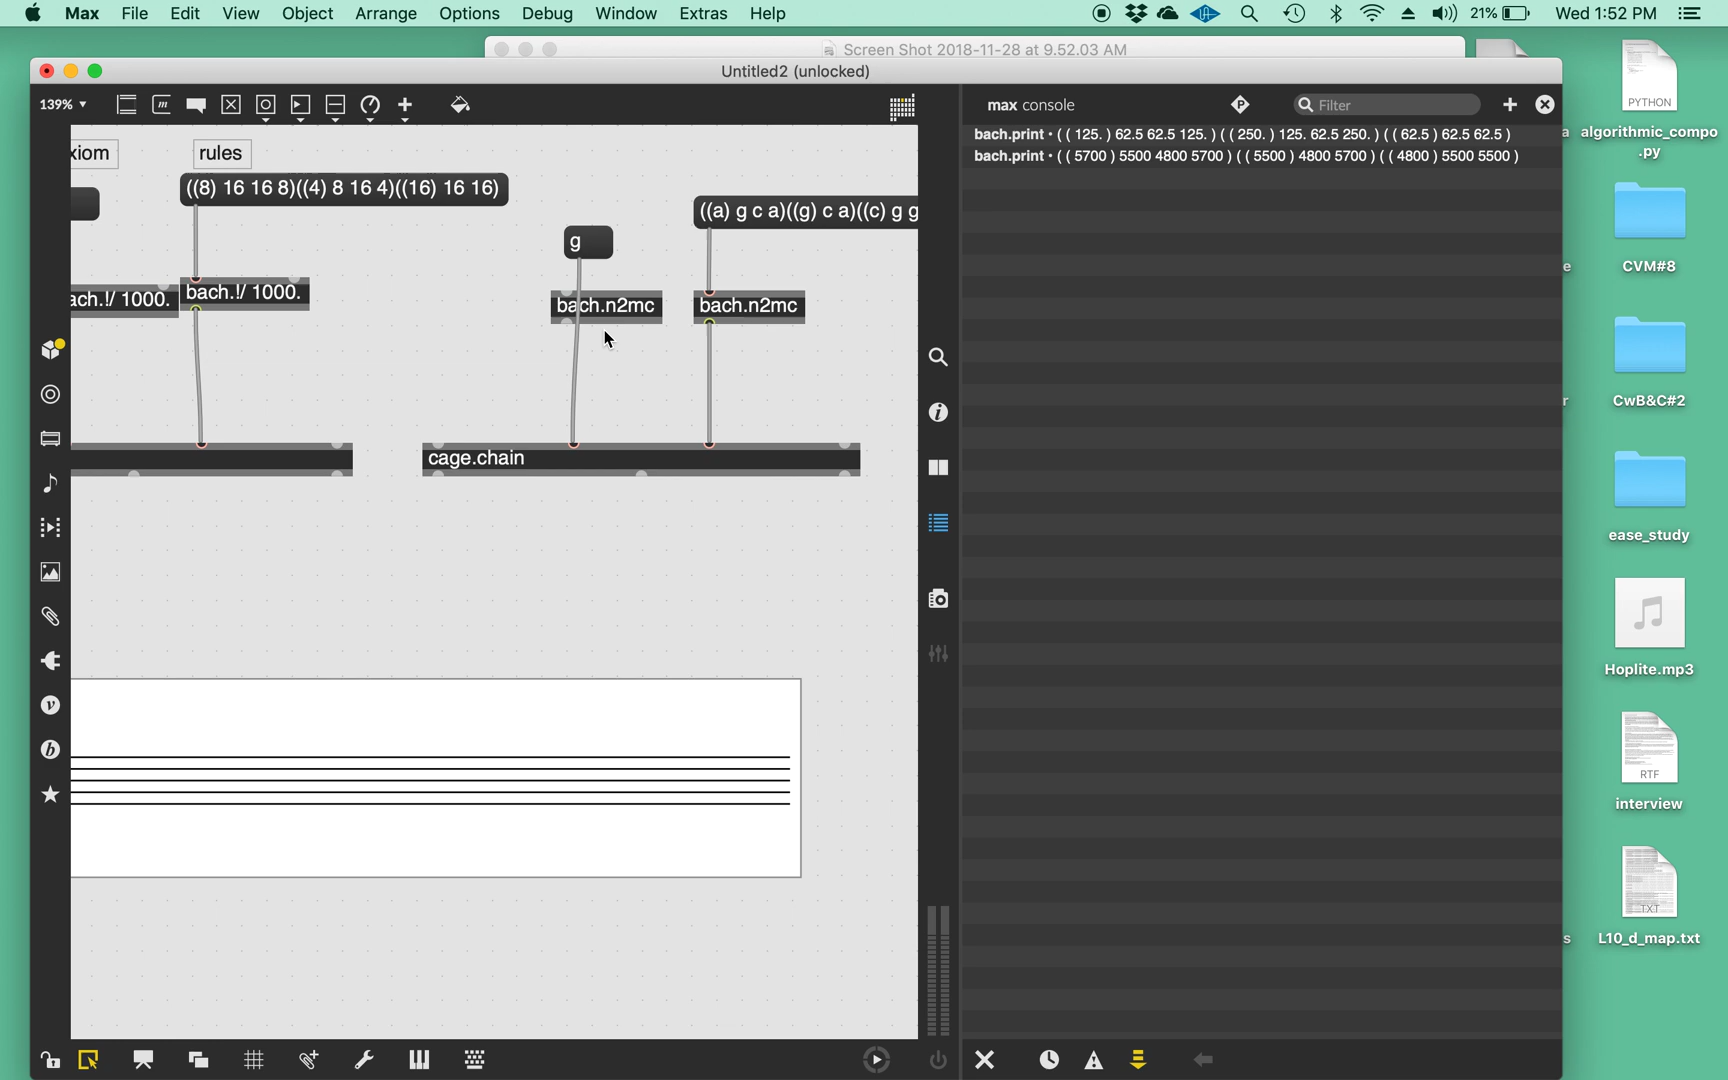 Max File Edit View Object Arrange Options Debug Window Extras Help 21% Wed 1:52 PM
Screen Shot 2018-11-28 at 9.52.03 AM
Untitled2 (unlocked)
139%
max console
Filter
bach.print • ( ( 125. ) 62.5 62.5 125. ) ( ( 250. ) 125. 62.5 250. ) ( ( 62.5 ) 62.5 62.5 )
bach.print • ( ( 5700 ) 5500 4800 5700 ) ( ( 5500 ) 4800 5700 ) ( ( 4800 ) 5500 5500 )
xiom
rules
((8) 16 16 8)((4) 8 16 4)((16) 16 16)
((a) g c a)((g) c a)((c) g g
g
ach.!/ 1000.
bach.!/ 1000.
bach.n2mc
bach.n2mc
cage.chain
PYTHON
algorithmic_compo
.py
CVM#8
CwB&C#2
ease_study
Hoplite.mp3
RTF
interview
TXT
L10_d_map.txt